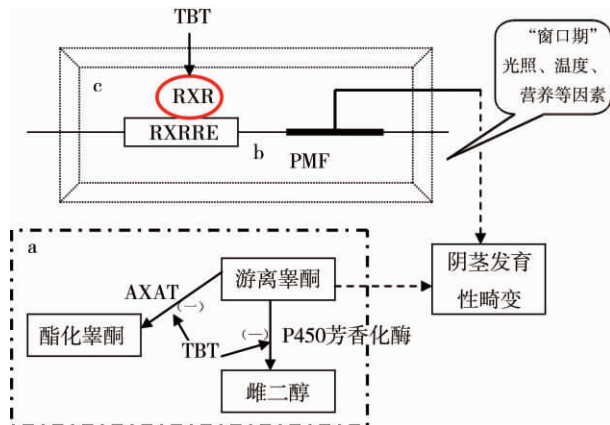 TBT
“窗口期”
光照、温度、
营养等因素
c
RXR
RXRRE
b
PMF
a
游离睾酮
AXAT
(一)
酯化睾酮
TBT
(一)
P450芳香化酶
雌二醇
阴茎发育
性畸变